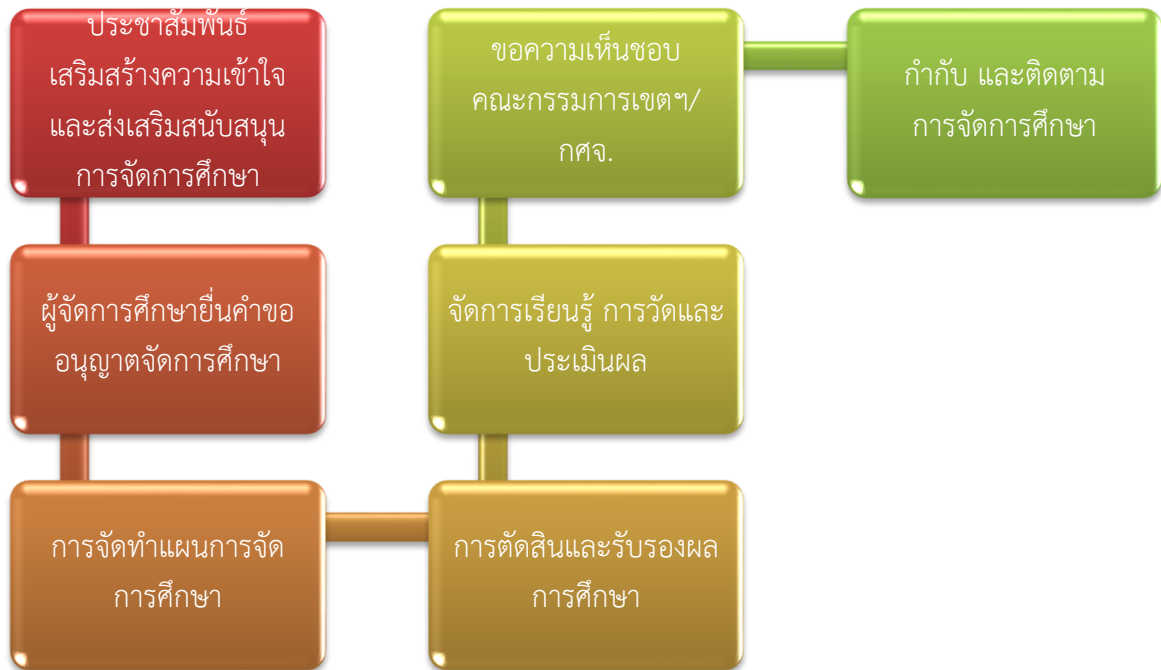 ประชาสัมพันธ์
เสริมสร้างความเข้าใจ
และส่งเสริมสนับสนุน
การจัดการศึกษา
ผู้จัดการศึกษายื่นคำขอ
อนุญาตจัดการศึกษา
การจัดทำแผนการจัด
การศึกษา
การตัดสินและรับรองผล
การศึกษา
จัดการเรียนรู้ การวัดและ
ประเมินผล
ขอความเห็นชอบ
คณะกรรมการเขตฯ/
กศจ.
กำกับ และติดตาม
การจัดการศึกษา